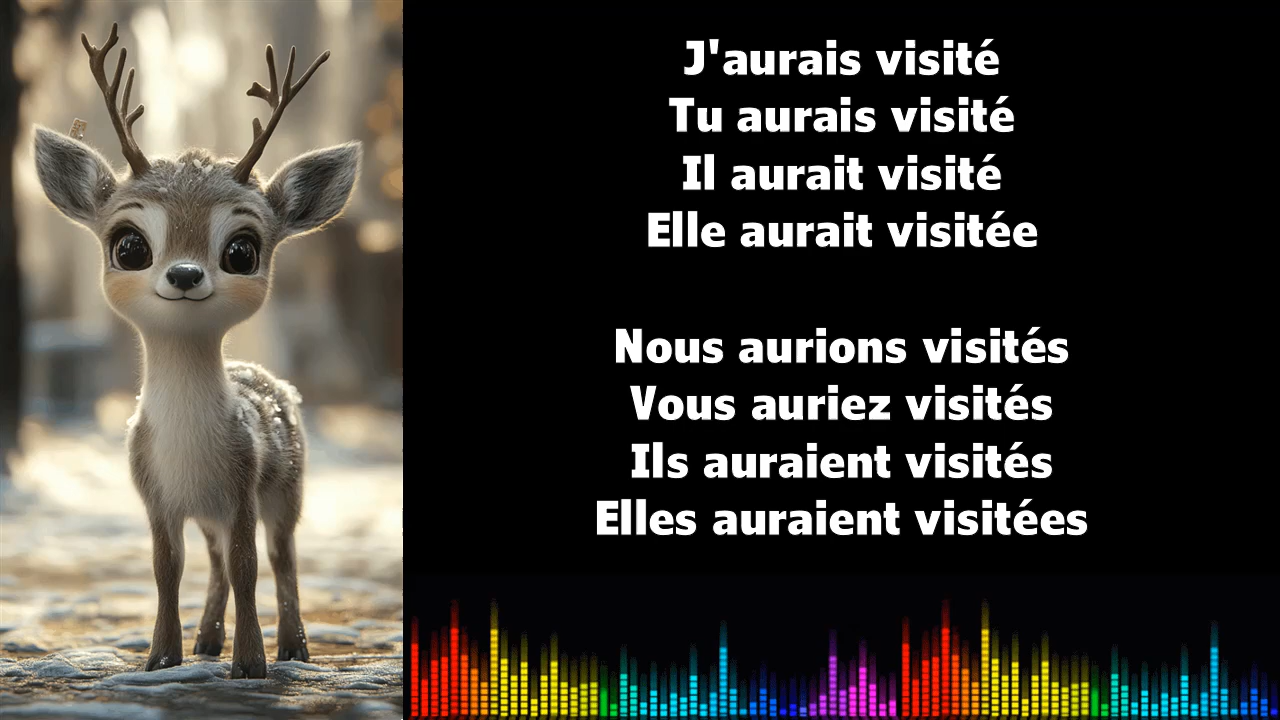 J'aurais visité
Tu aurais visité
Il aurait visité
Elle aurait visitée
Nous aurions visités
Vous auriez visités
Ils auraient visités
Elles auraient visitées